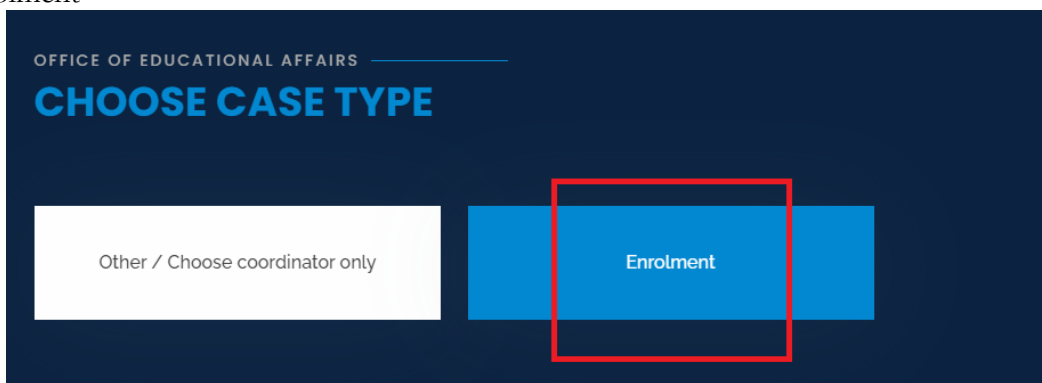 OFFICE OF EDUCATIONAL AFFAIRS
CHOOSE CASE TYPE
Other / Choose coordinator only
Enrolment